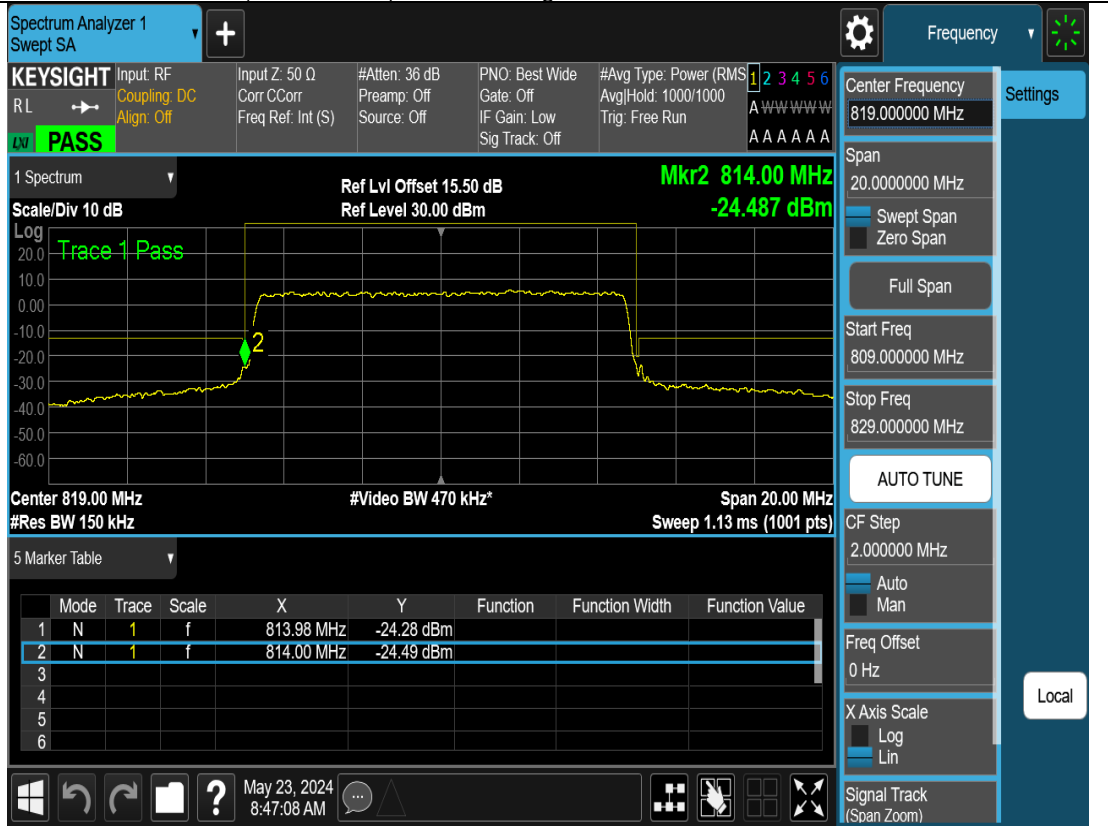 Spectrum Analyzer 1
Swept SA
+
Frequency
KEYSIGHT
RL
LXI PASS
Input: RF
Coupling: DC
Align: Off
Input Z: 50 Ω
Corr CCorr
Freq Ref: Int (S)
#Atten: 36 dB
Preamp: Off
Source: Off
PNO: Best Wide
Gate: Off
IF Gain: Low
Sig Track: Off
#Avg Type: Power (RMS
Avg|Hold: 1000/1000
Trig: Free Run
1 2 3 4 5 6
A W W W W W
A A A A A A
1 Spectrum
Scale/Div 10 dB
Ref Lvl Offset 15.50 dB
Ref Level 30.00 dBm
Mkr2 814.00 MHz
-24.487 dBm
Log
Trace 1 Pass
20.0
10.0
0.00
-10.0
-20.0
-30.0
-40.0
-50.0
-60.0
2
Center 819.00 MHz
#Video BW 470 kHz*
Span 20.00 MHz
#Res BW 150 kHz
Sweep 1.13 ms (1001 pts)
5 Marker Table
Mode Trace Scale X Y Function Function Width Function Value
1 N 1 f 813.98 MHz -24.28 dBm
2 N 1 f 814.00 MHz -24.49 dBm
3
4
5
6
May 23, 2024
8:47:08 AM
?
Center Frequency
819.000000 MHz
Settings
Span
20.0000000 MHz
Swept Span
Zero Span
Full Span
Start Freq
809.000000 MHz
Stop Freq
829.000000 MHz
AUTO TUNE
CF Step
2.000000 MHz
Auto
Man
Freq Offset
0 Hz
Local
X Axis Scale
Log
Lin
Signal Track
(Span Zoom)